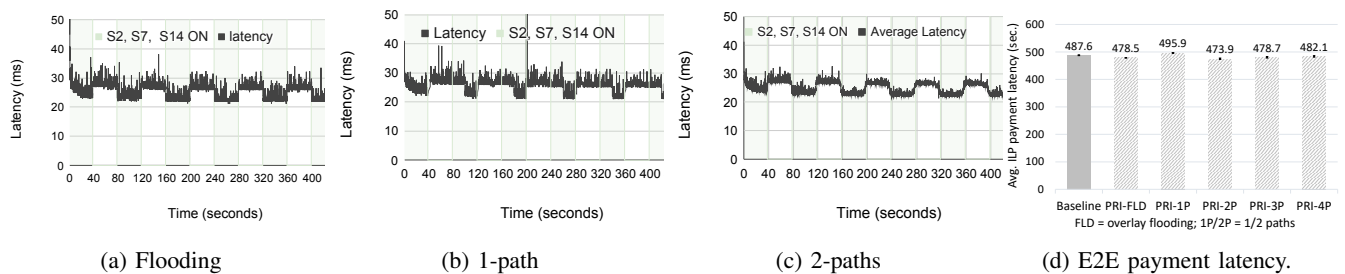 50
40
30
20
10
0
Latency (ms)
S2, S7, S14 ON latency
0 40 80 120 160 200 240 280 320 360 400
Time (seconds)
(a) Flooding
50
40
30
20
10
0
Latency (ms)
Latency S2, S7, S14 ON
0 40 80 120 160 200 240 280 320 360 400
Time (seconds)
(b) 1-path
50
40
30
20
10
0
Latency (ms)
S2, S7, S14 ON Average Latency
0 40 80 120 160 200 240 280 320 360 400
Time (seconds)
(c) 2-paths
600
500
400
300
200
100
0
Avg. ILP payment latency (sec.)
487.6 478.5 495.9 473.9 478.7 482.1
Baseline PRI-FLD PRI-1P PRI-2P PRI-3P PRI-4P
FLD = overlay flooding; 1P/2P = 1/2 paths
(d) E2E payment latency.